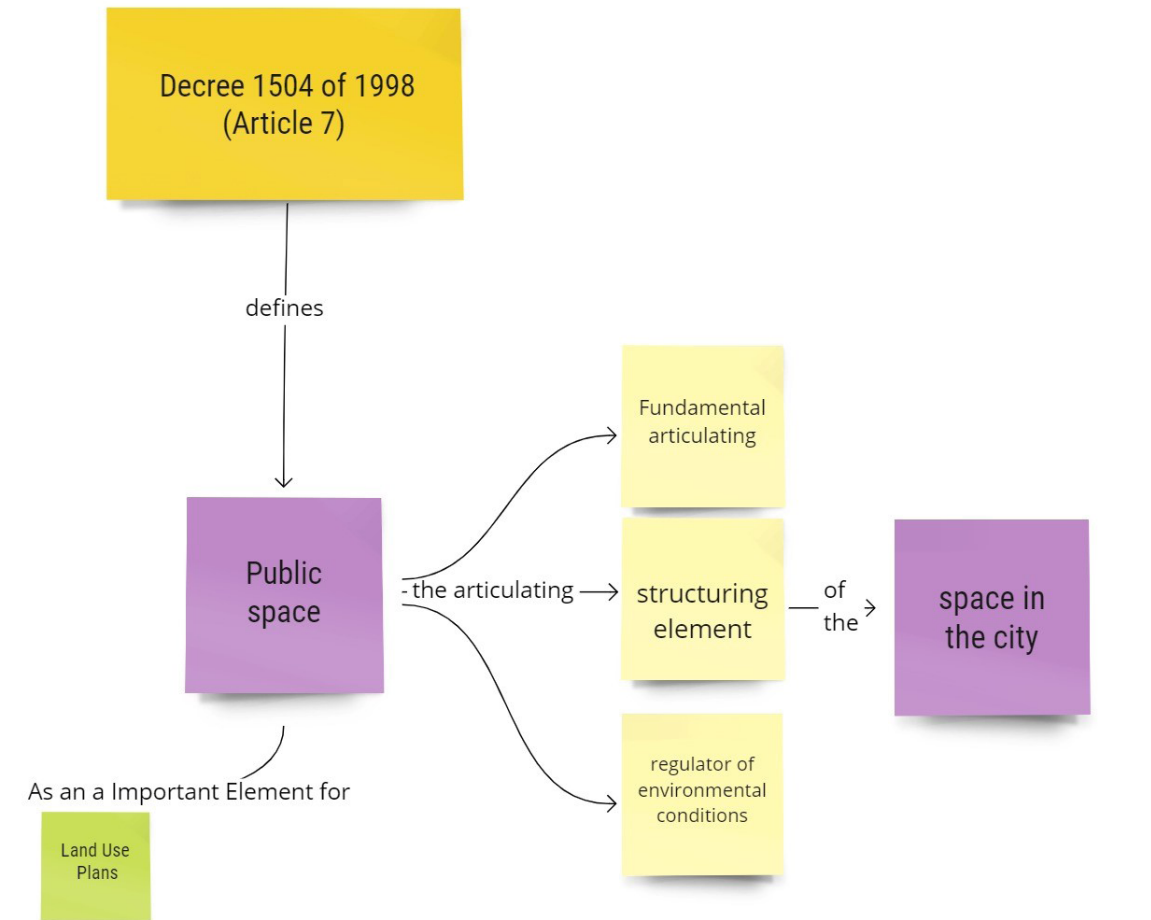 Decree 1504 of 1998
(Article 7)
defines
Fundamental
articulating
Public
space
- the articulating
structuring
element
of
the
space in
the city
regulator of
environmental
conditions
As an a Important Element for
Land Use
Plans